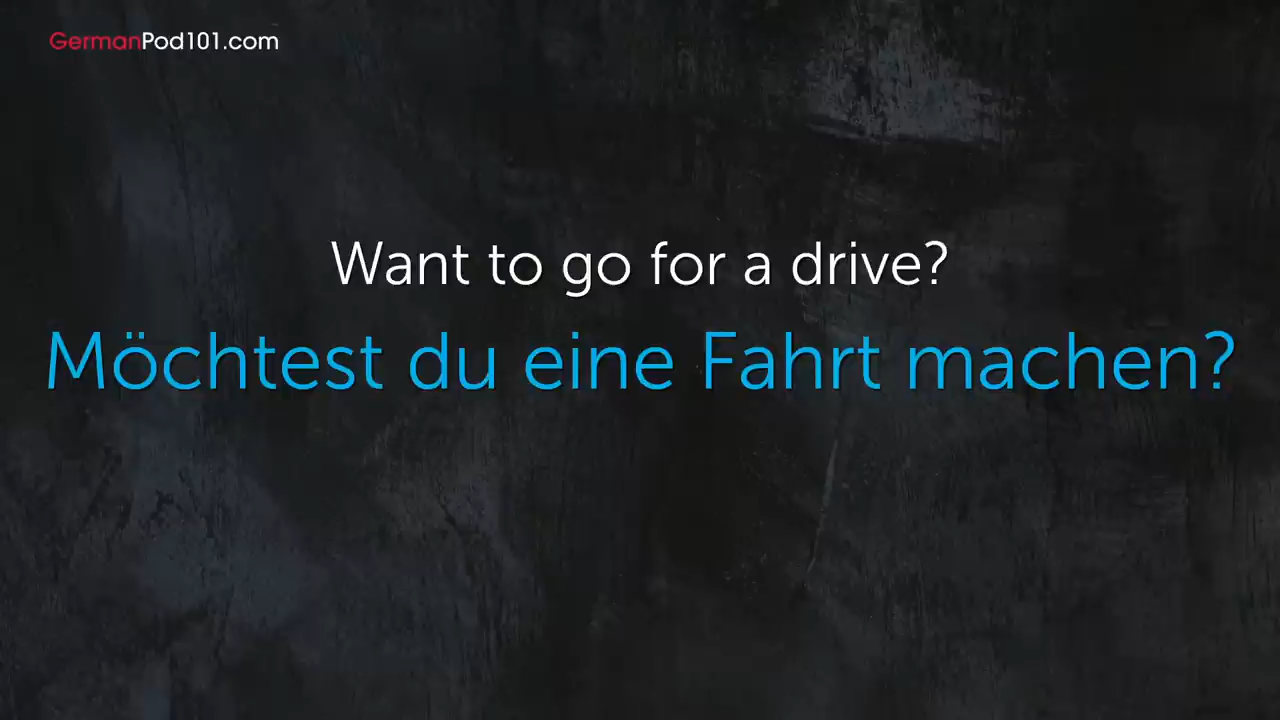 GermanPod101.com
Want to go for a drive?
Möchtest du eine Fahrt machen?